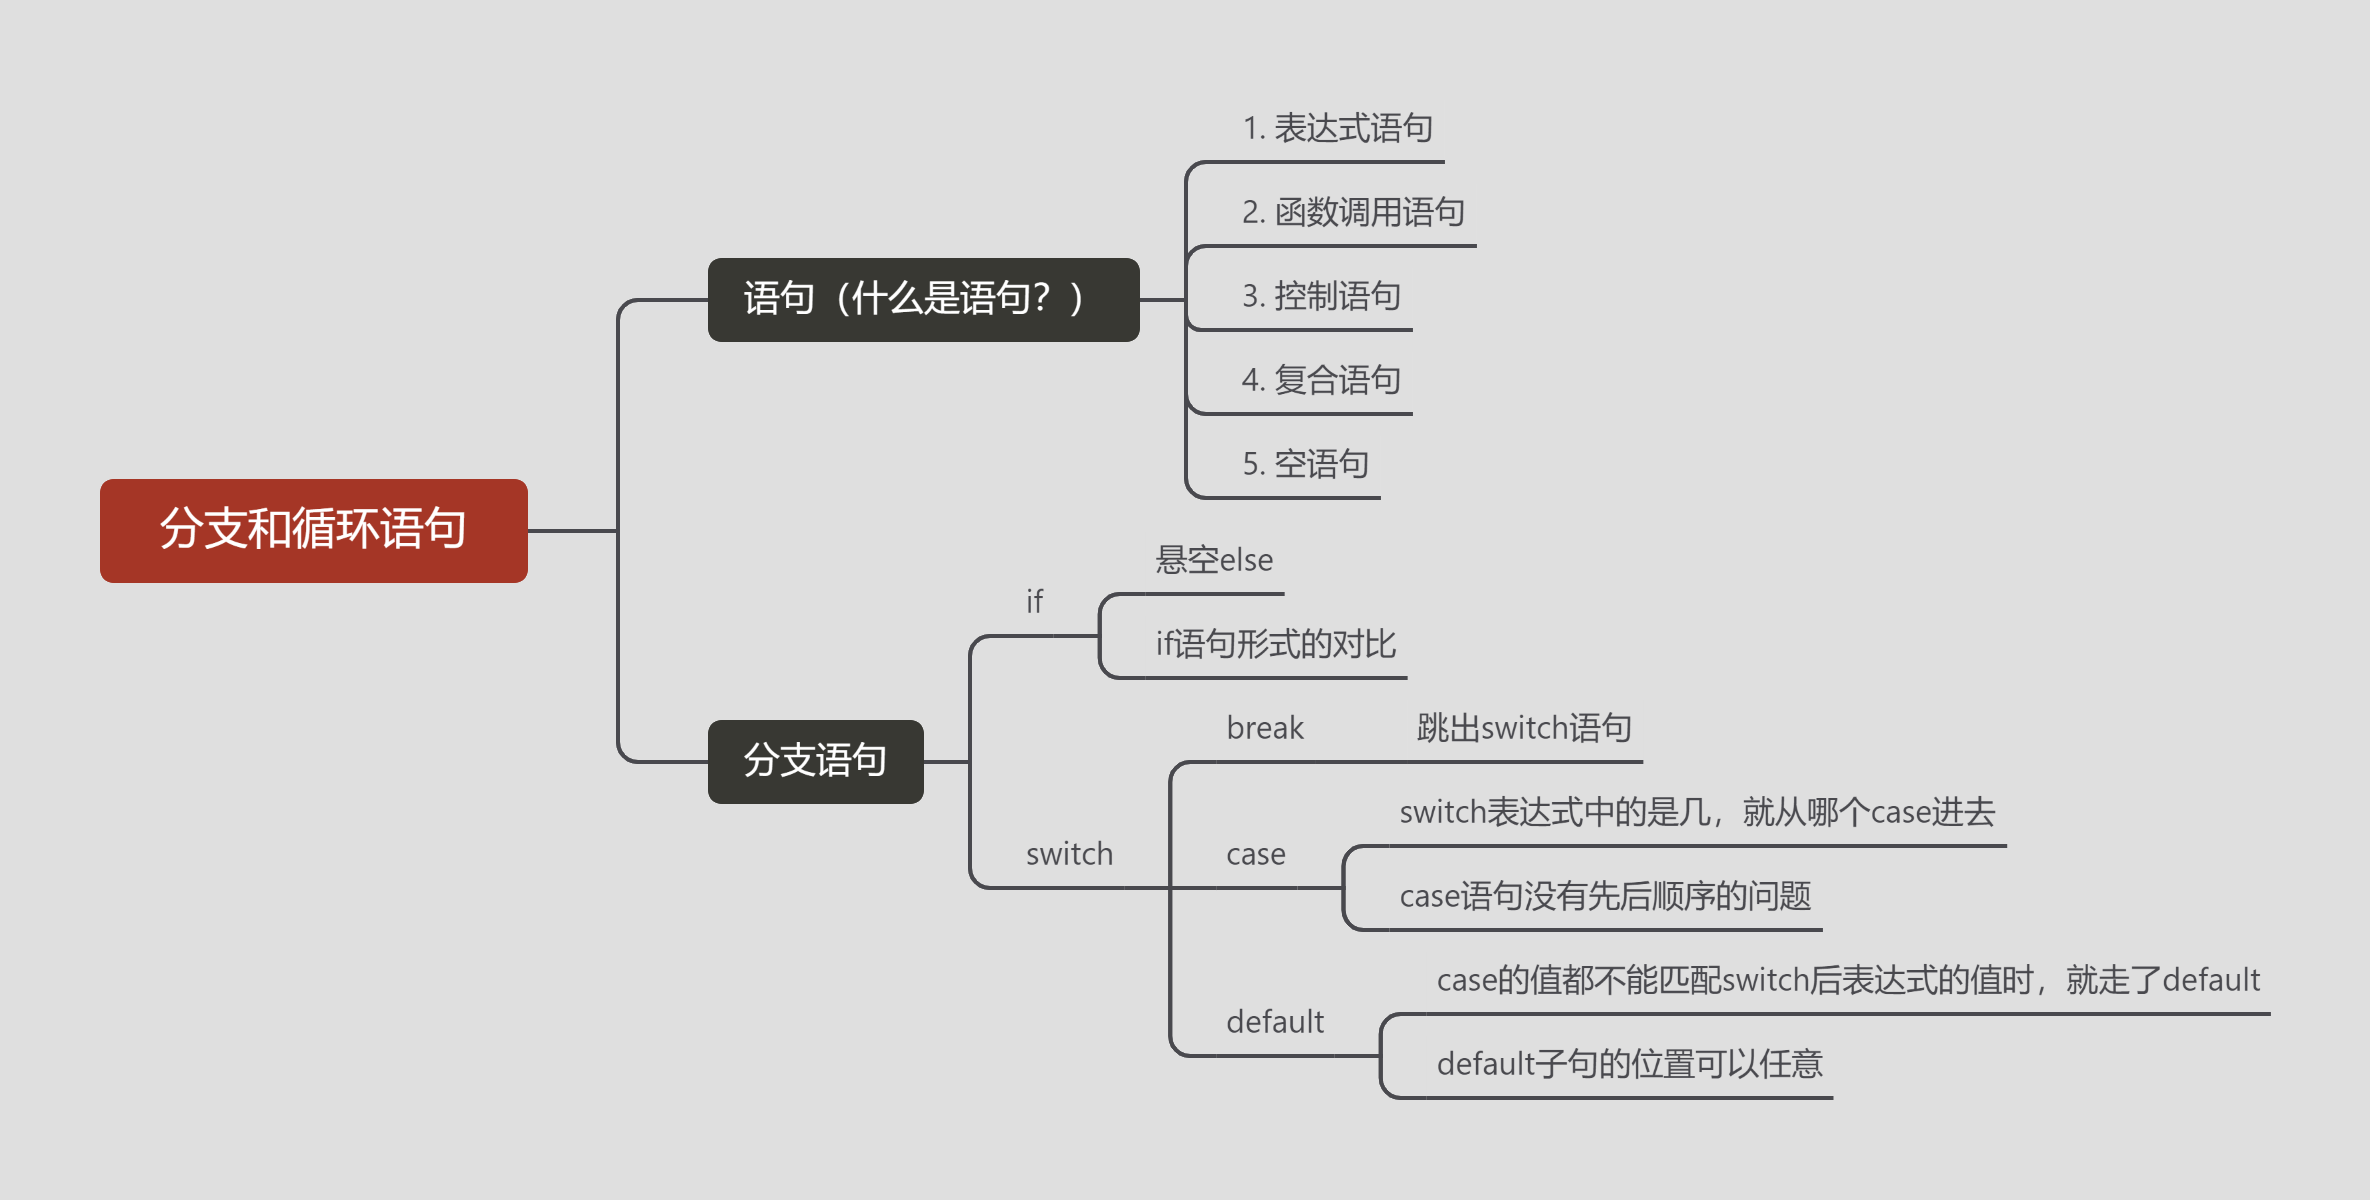 分支和循环语句
语句（什么是语句？）
1. 表达式语句
2. 函数调用语句
3. 控制语句
4. 复合语句
5. 空语句
分支语句
if
悬空else
if语句形式的对比
switch
break
跳出switch语句
case
switch表达式中的是几，就从哪个case进去
case语句没有先后顺序的问题
default
case的值都不能匹配switch后表达式的值时，就走了default
default子句的位置可以任意